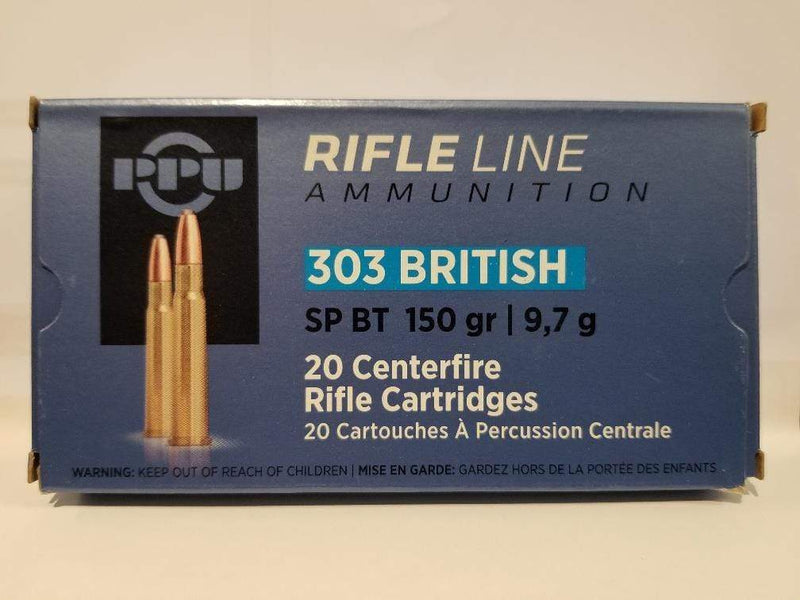 PPU
RIFLE LINE
AMMUNITION
303 BRITISH
SP BT 150 gr | 9,7 g
20 Centerfire
Rifle Cartridges
20 Cartouches À Percussion Centrale
WARNING: KEEP OUT OF REACH OF CHILDREN | MISE EN GARDE: GARDEZ HORS DE LA PORTÉE DES ENFANTS